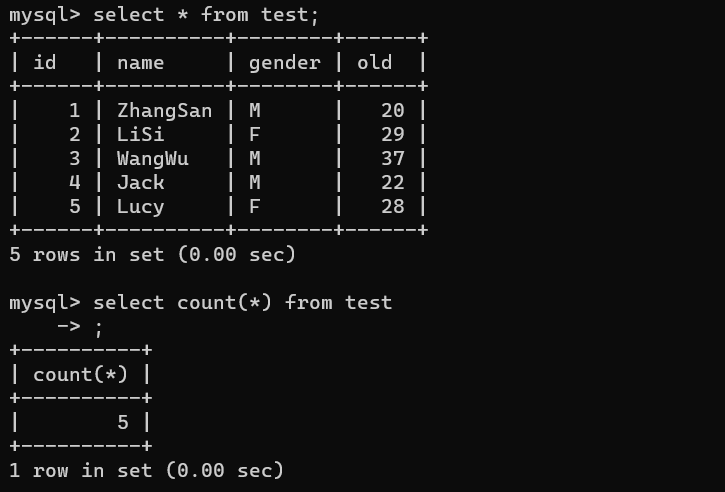 mysql> select * from test;
+------+----------+--------+------+
| id   | name     | gender | old  |
+------+----------+--------+------+
|    1 | ZhangSan | M      |   20 |
|    2 | LiSi     | F      |   29 |
|    3 | WangWu   | M      |   37 |
|    4 | Jack     | M      |   22 |
|    5 | Lucy     | F      |   28 |
+------+----------+--------+------+
5 rows in set (0.00 sec)
mysql> select count(*) from test
    -> ;
+----------+
| count(*) |
+----------+
|        5 |
+----------+
1 row in set (0.00 sec)